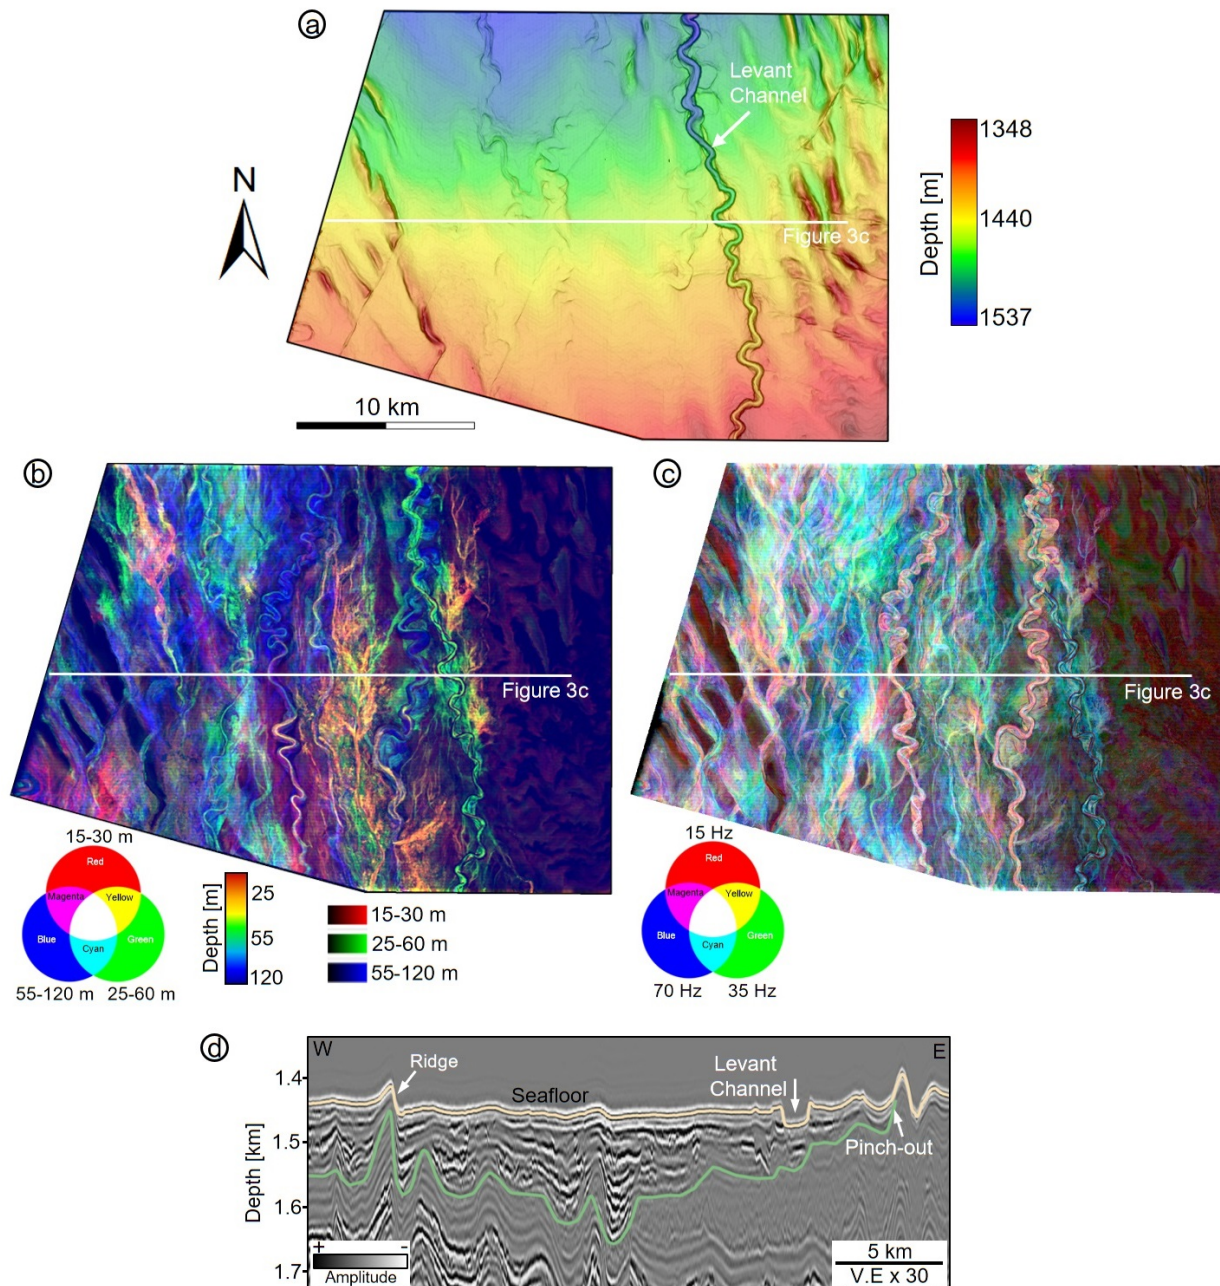 a
Levant
Channel
N
Figure 3c
10 km
Depth [m]
1348
1440
1537
b
Figure 3c
15-30 m
Red
Magenta
Yellow
Blue
Green
Cyan
55-120 m
25-60 m
Depth [m]
25
55
120
15-30 m
25-60 m
55-120 m
c
Figure 3c
15 Hz
Red
Magenta
Yellow
Blue
Green
Cyan
70 Hz
35 Hz
d
W
E
Ridge
Seafloor
Levant
Channel
Pinch-out
Depth [km]
1.4
1.5
1.6
1.7
+ -
Amplitude
5 km
V.E x 30